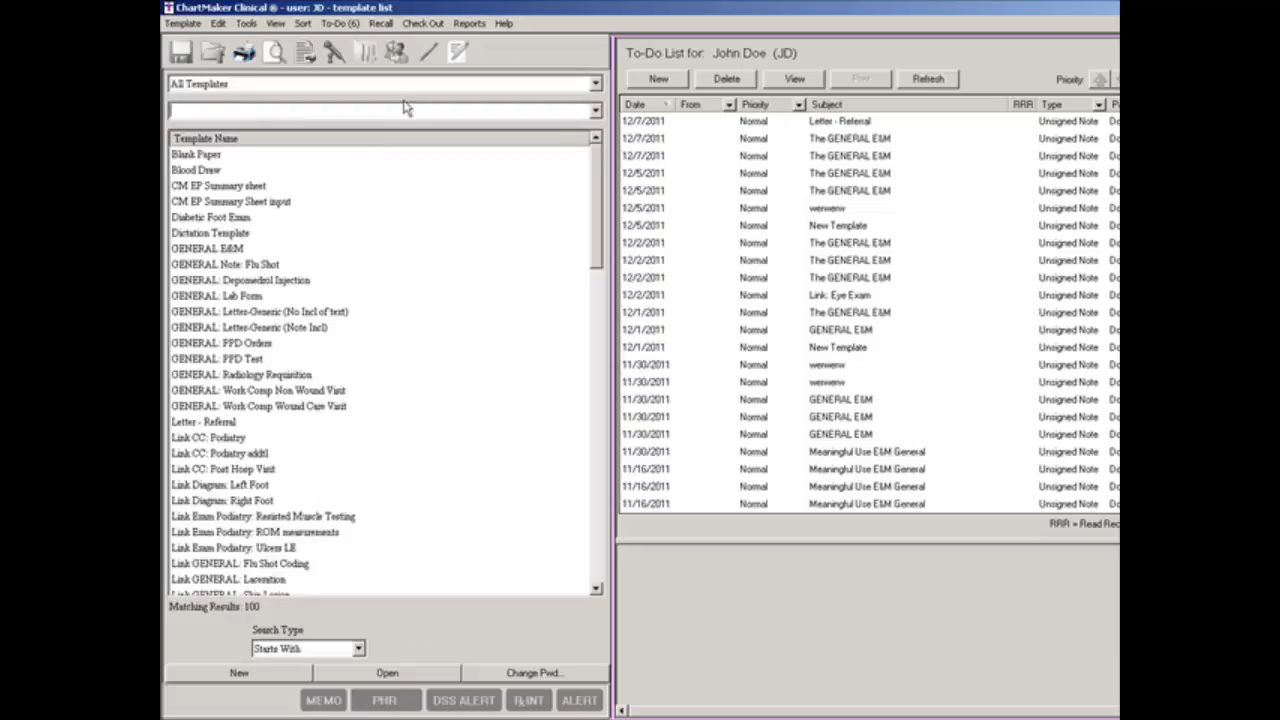 ChartMaker Clinical ® - user: JD - template list
Template Edit Tools View Sort To-Do (6) Recall Check Out Reports Help
All Templates
Template Name
Blank Paper
Blood Draw
CM EP Summary sheet
CM EP Summary Sheet input
Diabetic Foot Exam
Dictation Template
GENERAL E&M
GENERAL Note: Flu Shot
GENERAL: Depomedrol Injection
GENERAL: Lab Form
GENERAL: Letter-Generic (No Incl of text)
GENERAL: Letter-Generic (Note Incl)
GENERAL: PPD Orders
GENERAL: PPD Test
GENERAL: Radiology Requisition
GENERAL: Work Comp Non Wound Visit
GENERAL: Work Comp Wound Care Visit
Letter - Referral
Link CC: Podiatry
Link CC: Podiatry addtl
Link CC: Post Hosp Visit
Link Diagram: Left Foot
Link Diagram: Right Foot
Link Exam Podiatry: Resisted Muscle Testing
Link Exam Podiatry: ROM measurements
Link Exam Podiatry: Ulcers LE
Link GENERAL: Flu Shot Coding
Link GENERAL: Laceration
Link GENERAL: Skin Lesion
Matching Results: 100
Search Type
Starts With
New Open Change Pwd...
MEMO PHR DSS ALERT RxINT ALERT
To-Do List for: John Doe (JD)
New Delete View Post Refresh Priority:
Date From Priority Subject RRR Type
12/7/2011 Normal Letter - Referral Unsigned Note
12/7/2011 Normal The GENERAL E&M Unsigned Note
12/7/2011 Normal The GENERAL E&M Unsigned Note
12/5/2011 Normal The GENERAL E&M Unsigned Note
12/5/2011 Normal The GENERAL E&M Unsigned Note
12/5/2011 Normal werwerw Unsigned Note
12/5/2011 Normal New Template Unsigned Note
12/2/2011 Normal The GENERAL E&M Unsigned Note
12/2/2011 Normal The GENERAL E&M Unsigned Note
12/2/2011 Normal The GENERAL E&M Unsigned Note
12/2/2011 Normal Link: Eye Exam Unsigned Note
12/1/2011 Normal The GENERAL E&M Unsigned Note
12/1/2011 Normal GENERAL E&M Unsigned Note
12/1/2011 Normal New Template Unsigned Note
11/30/2011 Normal werwerw Unsigned Note
11/30/2011 Normal werwerw Unsigned Note
11/30/2011 Normal GENERAL E&M Unsigned Note
11/30/2011 Normal GENERAL E&M Unsigned Note
11/30/2011 Normal GENERAL E&M Unsigned Note
11/30/2011 Normal Meaningful Use E&M General Unsigned Note
11/16/2011 Normal Meaningful Use E&M General Unsigned Note
11/16/2011 Normal Meaningful Use E&M General Unsigned Note
11/16/2011 Normal Meaningful Use E&M General Unsigned Note
RRR = Read Rec